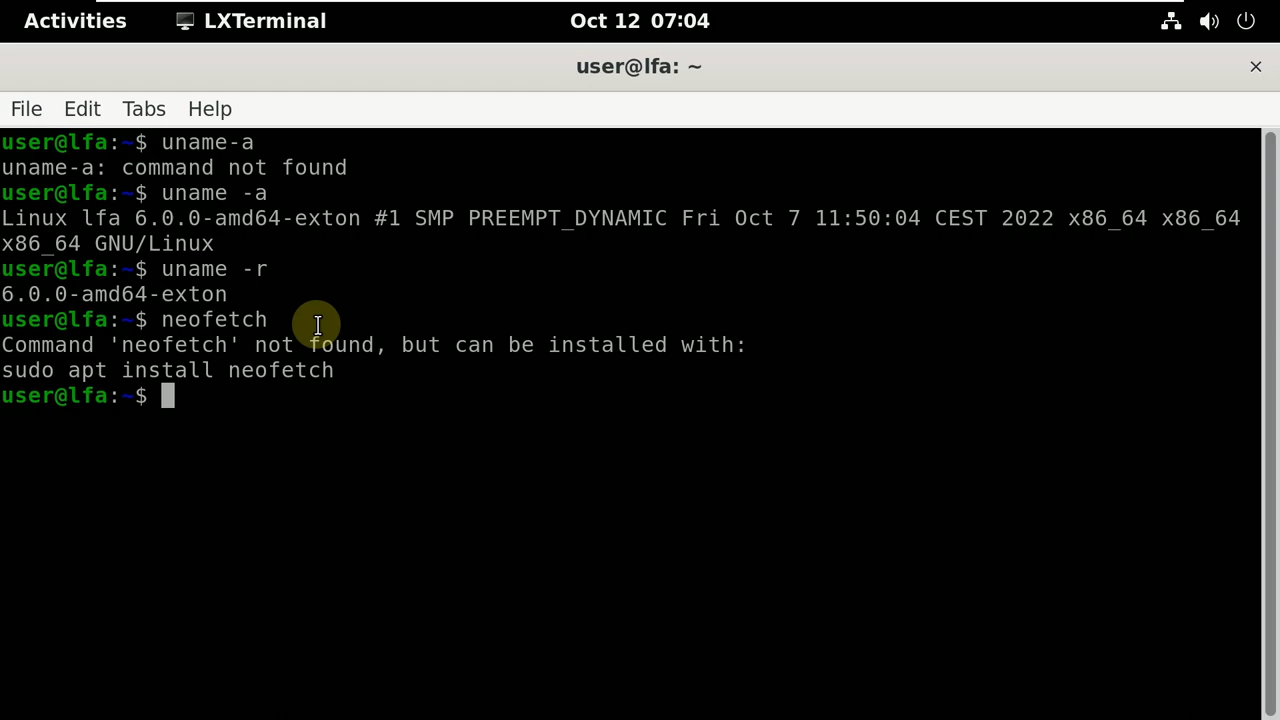 Activities LXTerminal Oct 12 07:04
user@lfa: ~ ×
File Edit Tabs Help
user@lfa:~$ uname-a
uname-a: command not found
user@lfa:~$ uname -a
Linux lfa 6.0.0-amd64-exton #1 SMP PREEMPT_DYNAMIC Fri Oct 7 11:50:04 CEST 2022 x86_64 x86_64
x86_64 GNU/Linux
user@lfa:~$ uname -r
6.0.0-amd64-exton
user@lfa:~$ neofetch
Command 'neofetch' not found, but can be installed with:
sudo apt install neofetch
user@lfa:~$